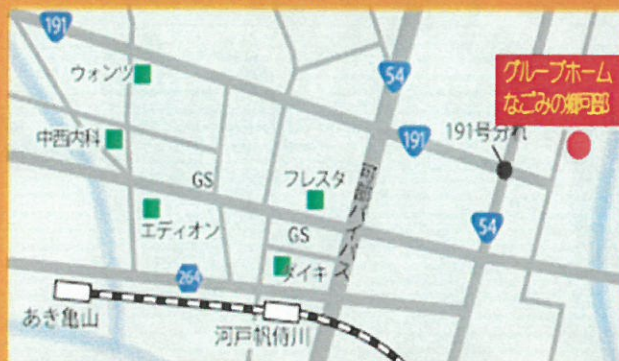 191
ウォンツ
54
グループホーム
なごみの郷可部
中西内科
191
191号分れ
GS
フレスタ
可部バイパス
54
エディオン
GS
264
ダイキ
あき亀山
河戸帆待川